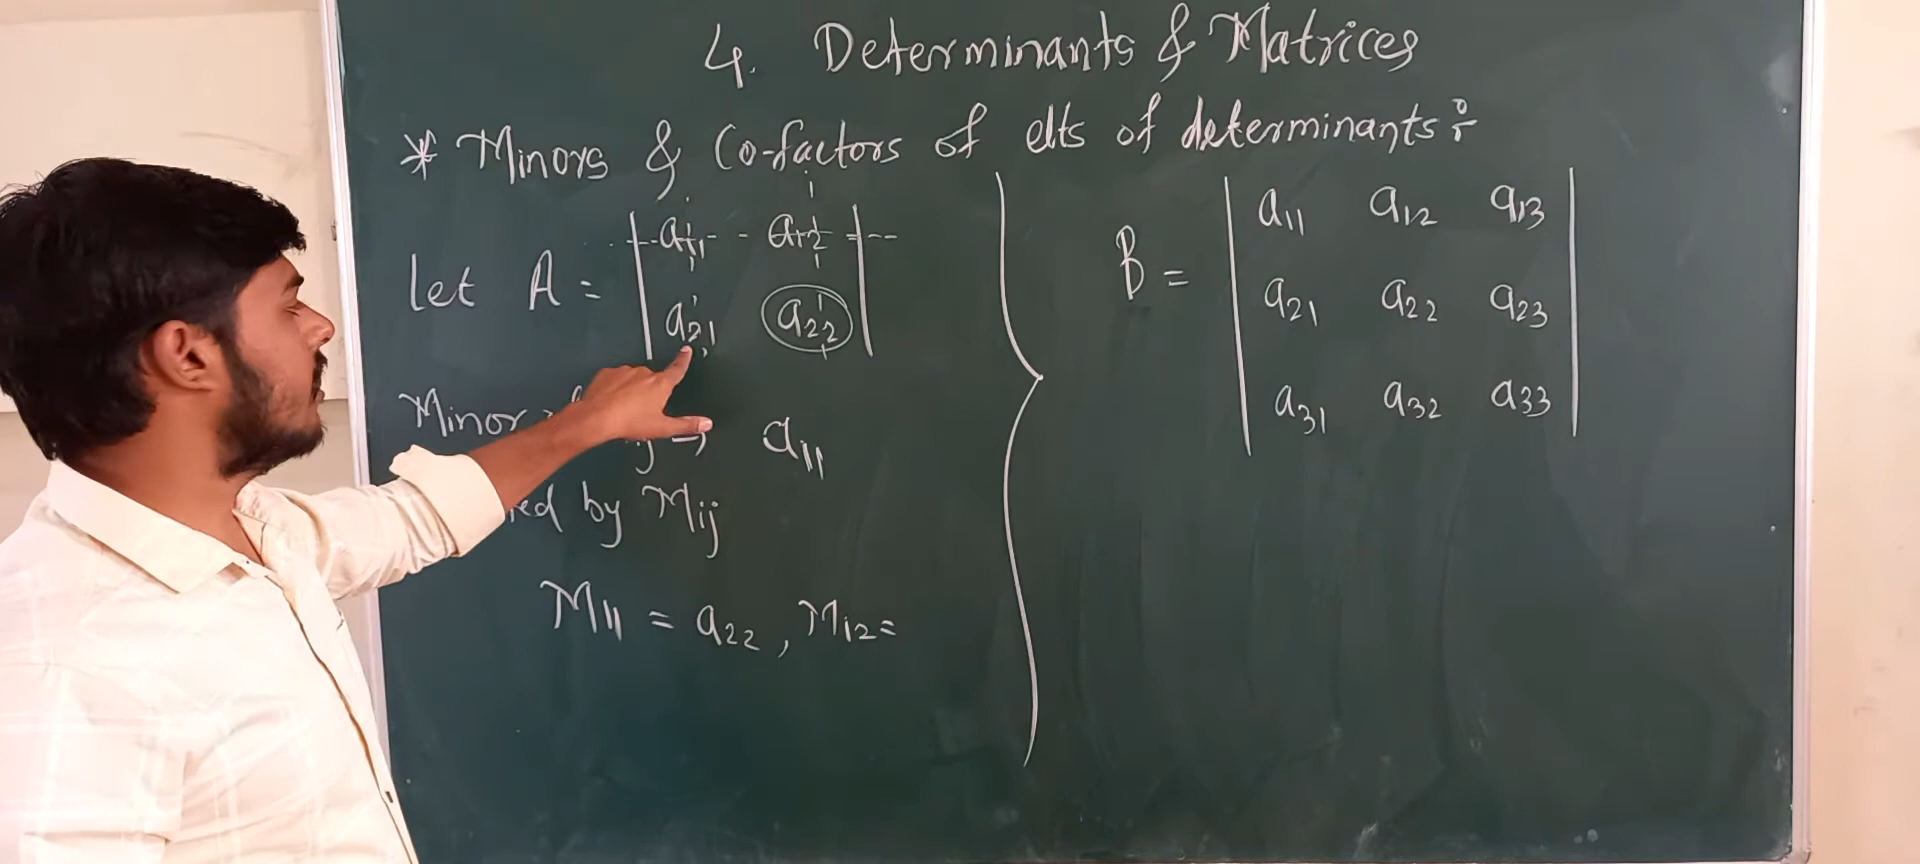 4. Determinants & Matrices
* Minors & Co-factors of elts of determinants:-
Let A = | a11 a12 |
| a21 a22 |
Minor
ij → a11
by Mij
M11 = a22, M12 =
B = | a11 a12 a13 |
| a21 a22 a23 |
| a31 a32 a33 |